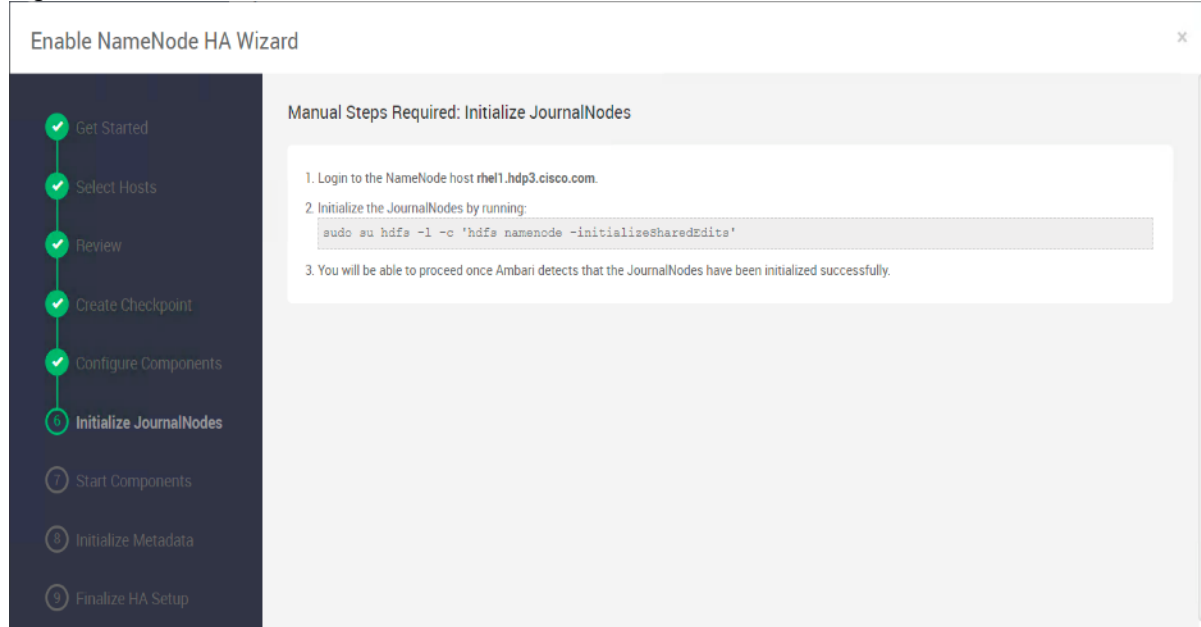 Enable NameNode HA Wizard
×
Get Started
Select Hosts
Review
Create Checkpoint
Configure Components
6 Initialize JournalNodes
7 Start Components
8 Initialize Metadata
9 Finalize HA Setup
Manual Steps Required: Initialize JournalNodes
1. Login to the NameNode host rhel1.hdp3.cisco.com.
2. Initialize the JournalNodes by running:
sudo su hdfs -l -c 'hdfs namenode -initializeSharedEdits'
3. You will be able to proceed once Ambari detects that the JournalNodes have been initialized successfully.